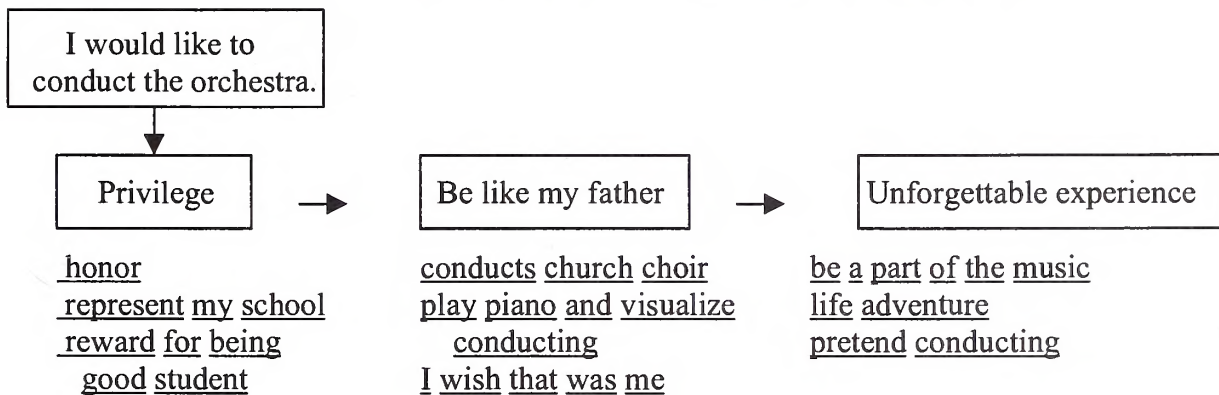 I would like to
conduct the orchestra.
Privilege
honor
represent my school
reward for being
good student
Be like my father
conducts church choir
play piano and visualize
conducting
I wish that was me
Unforgettable experience
be a part of the music
life adventure
pretend conducting